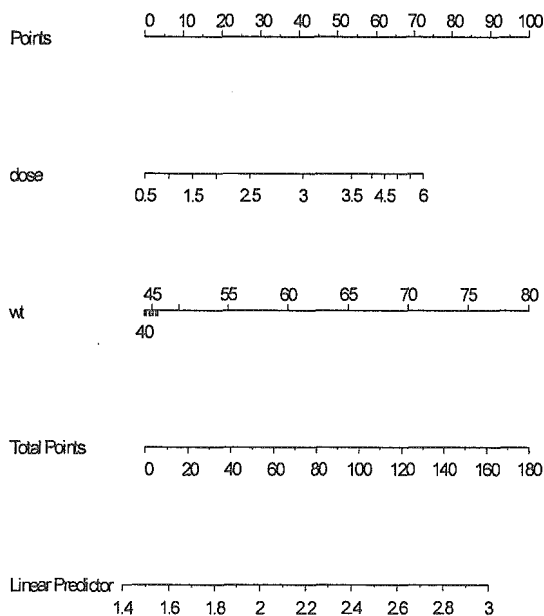 0 10 20 30 40 50 60 70 80 90 100
Points
dose
0.5 1.5 2.5 3 3.5 4.5 6
45 55 60 65 70 75 80
wt
40
Total Points
0 20 40 60 80 100 120 140 160 180
Linear Predictor
1.4 1.6 1.8 2 2.2 2.4 2.6 2.8 3